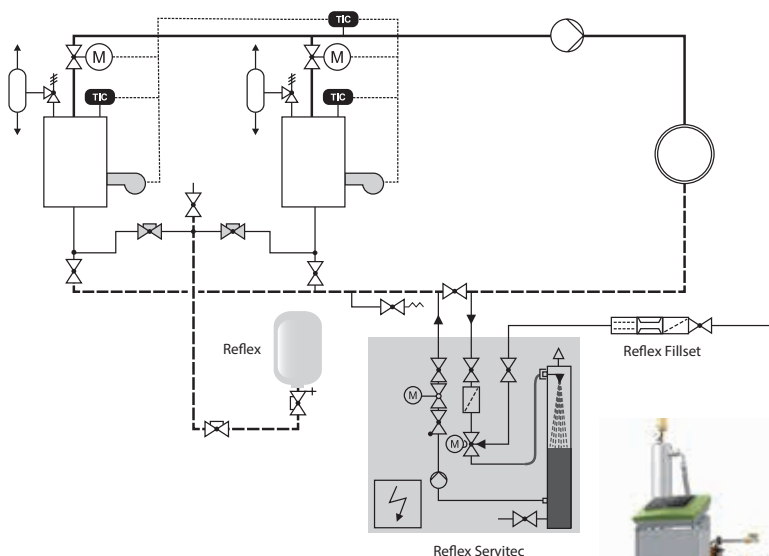 TIC
M
M
TIC
TIC
Reflex
Reflex Fillset
M
M
Reflex Servitec